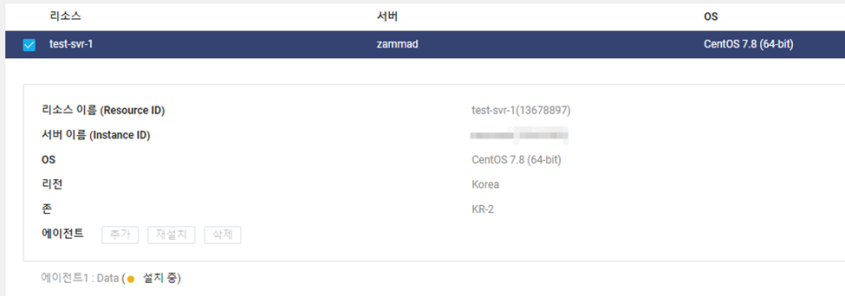 리소스 서버 OS
test-svr-1 zammad CentOS 7.8 (64-bit)
리소스 이름 (Resource ID) test-svr-1(13678897)
서버 이름 (Instance ID)
OS CentOS 7.8 (64-bit)
리전 Korea
존 KR-2
에이전트 추가 재설치 삭제
에이전트1 : Data ( 설치 중)